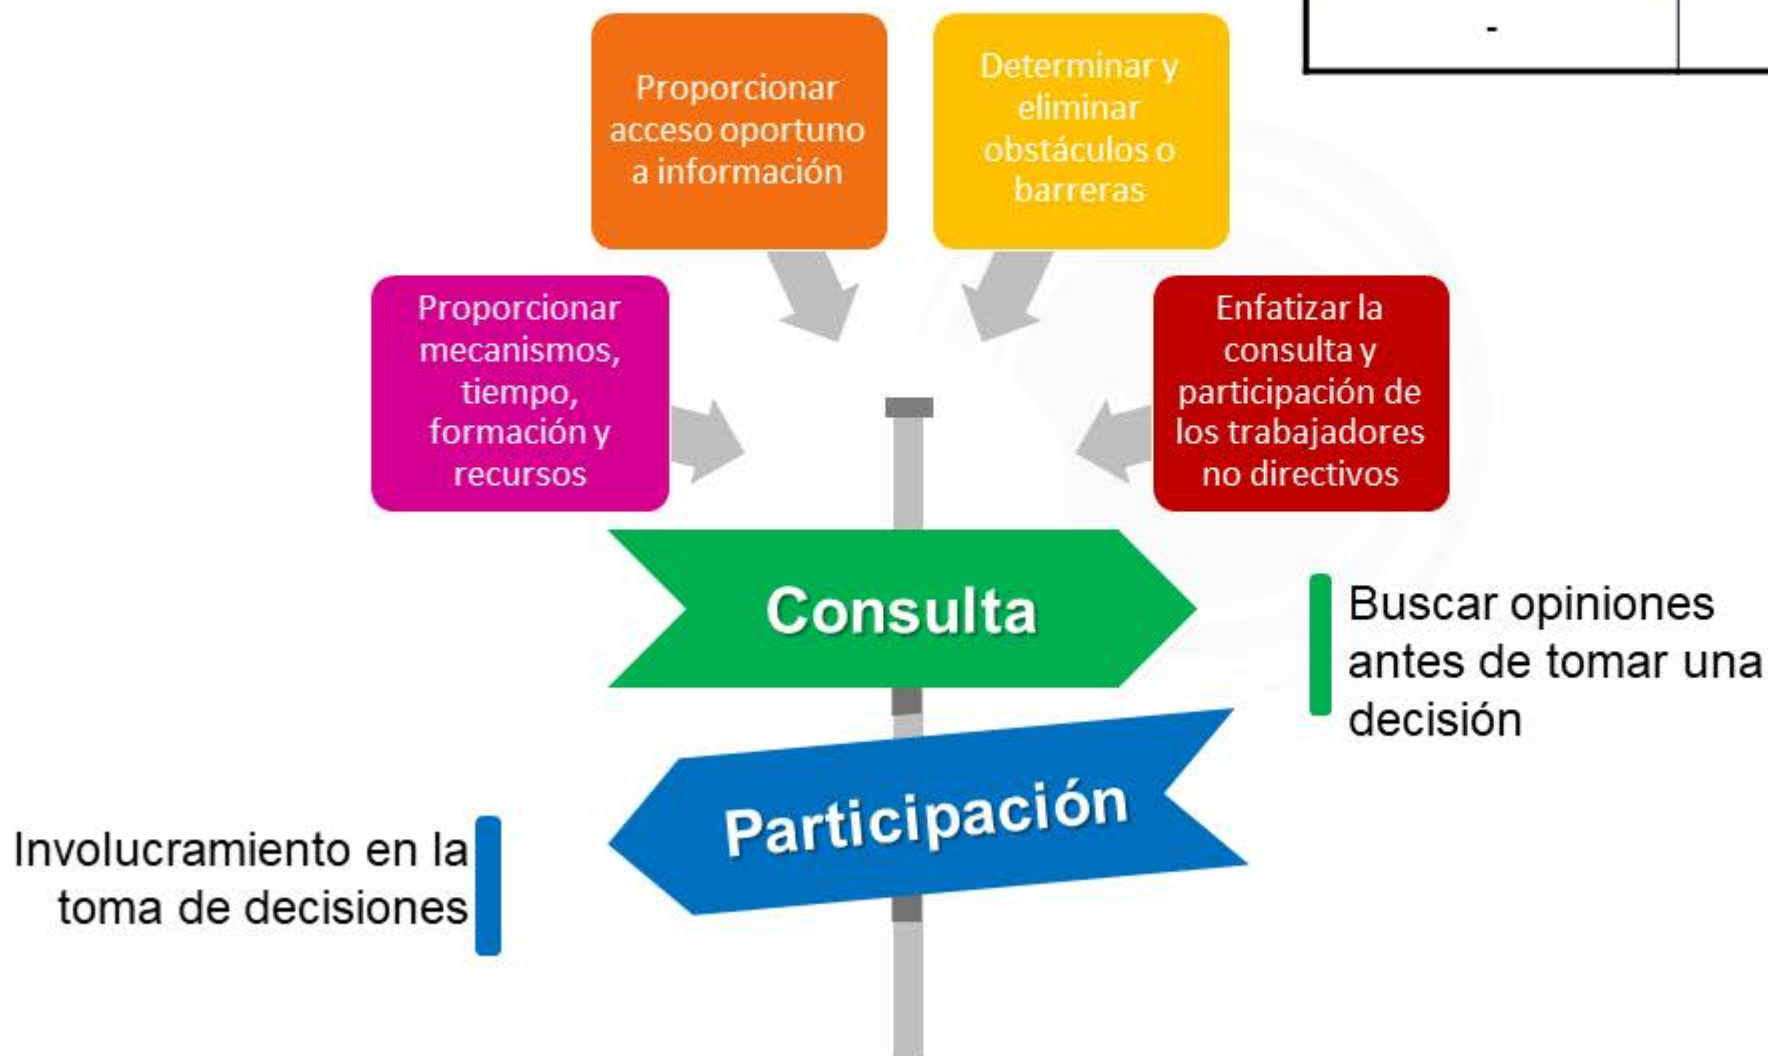 -
Proporcionar
acceso oportuno
a información
Determinar y
eliminar
obstáculos o
barreras
Proporcionar
mecanismos,
tiempo,
formación y
recursos
Enfatizar la
consulta y
participación de
los trabajadores
no directivos
Consulta
Buscar opiniones
antes de tomar una
decisión
Participación
Involucramiento en la
toma de decisiones